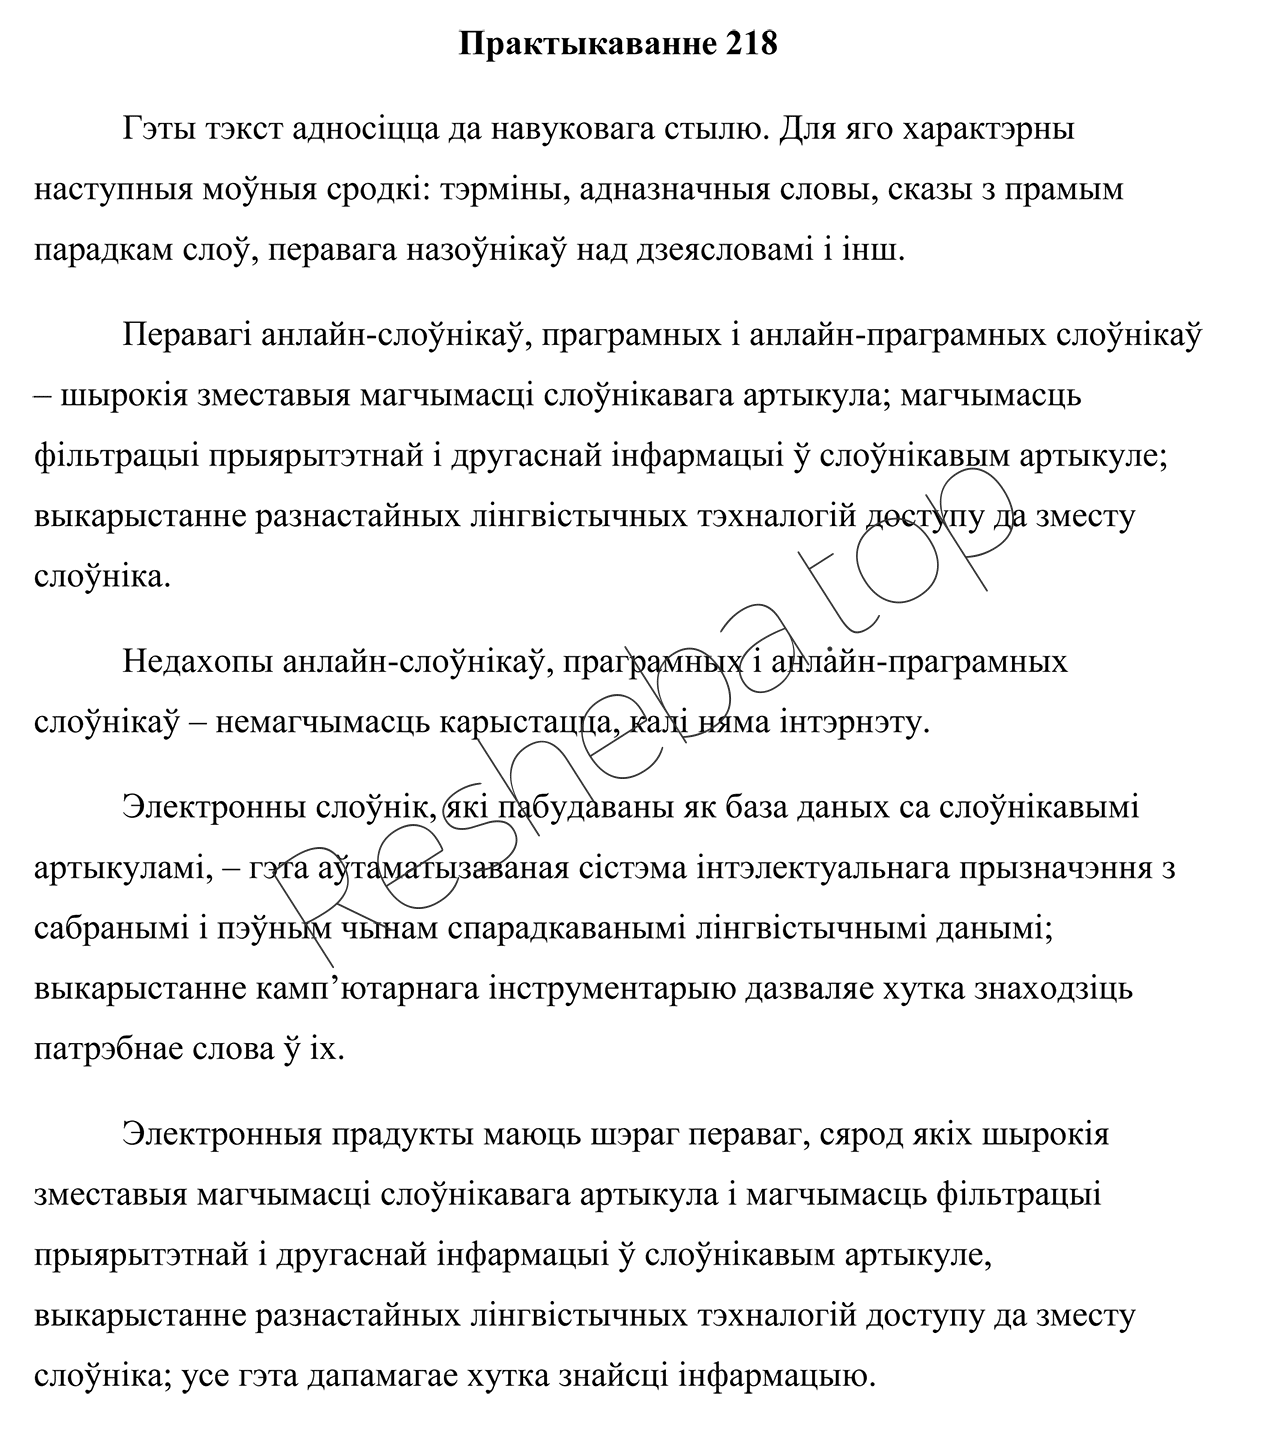 Практыкаванне 218
Гэты тэкст адносіцца да навуковага стылю. Для яго характэрны
наступныя моўныя сродкі: тэрміны, адназначныя словы, сказы з прамым
парадкам слоў, перавага назоўнікаў над дзеясловамі і інш.
Перавагі анлайн-слоўнікаў, праграмных і анлайн-праграмных слоўнікаў
– шырокія зместавыя магчымасці слоўнікавага артыкула; магчымасць
фільтрацыі прыярытэтнай і другаснай інфармацыі ў слоўнікавым артыкуле;
выкарыстанне разнастайных лінгвістычных тэхналогій доступу да зместу
слоўніка.
Недахопы анлайн-слоўнікаў, праграмных і анлайн-праграмных
слоўнікаў – немагчымасць карыстацца, калі няма інтэрнэту.
Электронны слоўнік, які пабудаваны як база даных са слоўнікавымі
артыкуламі, – гэта аўтаматызаваная сістэма інтэлектуальнага прызначэння з
сабранымі і пэўным чынам спарадкаванымі лінгвістычнымі данымі;
выкарыстанне камп’ютарнага інструментарыю дазваляе хутка знаходзіць
патрэбнае слова ў іх.
Электронныя прадукты маюць шэраг пераваг, сярод якіх шырокія
зместавыя магчымасці слоўнікавага артыкула і магчымасць фільтрацыі
прыярытэтнай і другаснай інфармацыі ў слоўнікавым артыкуле,
выкарыстанне разнастайных лінгвістычных тэхналогій доступу да зместу
слоўніка; усе гэта дапамагае хутка знайсці інфармацыю.
Resheba.top